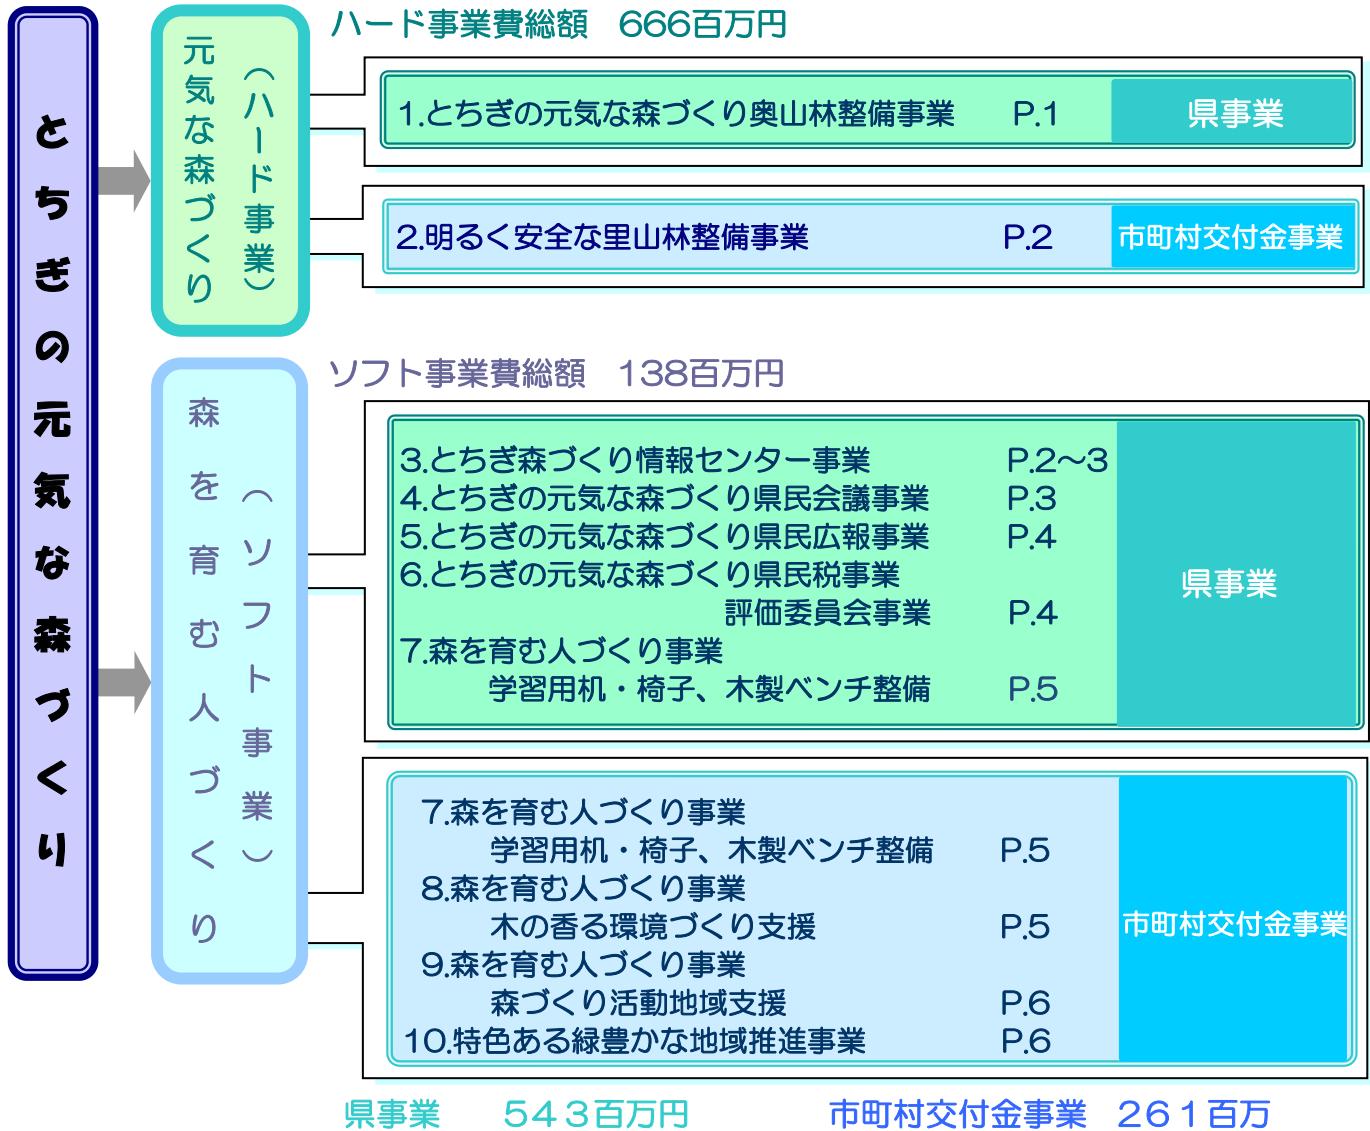 とちぎの元気な森づくり
元気な森づくり
（ハード事業）
ハード事業費総額　666百万円
1.とちぎの元気な森づくり奥山林整備事業　P.1　県事業
2.明るく安全な里山林整備事業　P.2　市町村交付金事業
森を育む人づくり
（ソフト事業）
ソフト事業費総額　138百万円
3.とちぎ森づくり情報センター事業　P.2～3
4.とちぎの元気な森づくり県民会議事業　P.3
5.とちぎの元気な森づくり県民広報事業　P.4
6.とちぎの元気な森づくり県民税事業
評価委員会事業　P.4
7.森を育む人づくり事業
学習用机・椅子、木製ベンチ整備　P.5
県事業
7.森を育む人づくり事業
学習用机・椅子、木製ベンチ整備　P.5
8.森を育む人づくり事業
木の香る環境づくり支援　P.5
9.森を育む人づくり事業
森づくり活動地域支援　P.6
10.特色ある緑豊かな地域推進事業　P.6
市町村交付金事業
県事業　５４３百万円　市町村交付金事業　２６１百万